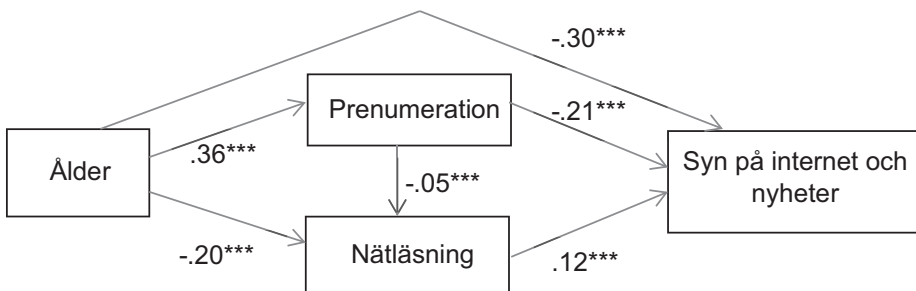 -.30***
Prenumeration
-.21***
Ålder
.36***
Syn på internet och
nyheter
-.05***
-.20***
Nätläsning
.12***